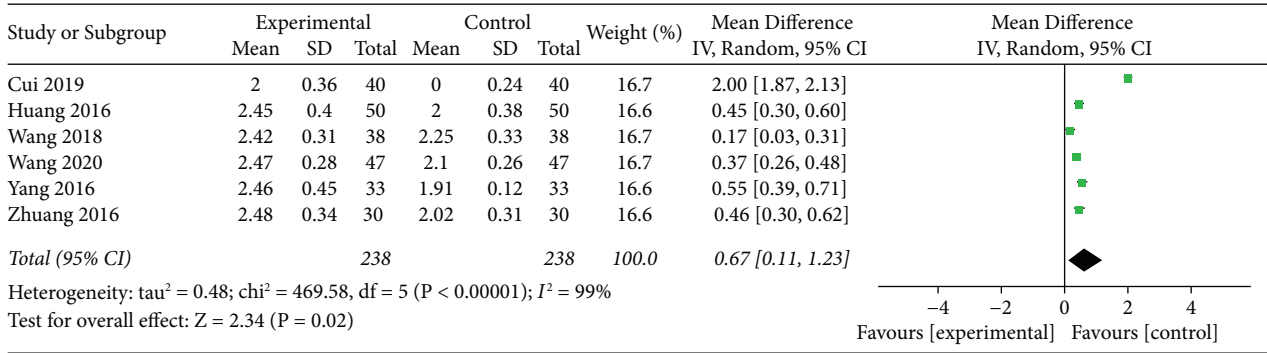 Study or Subgroup Experimental Control Weight (%) Mean Difference Mean Difference
Mean SD Total Mean SD Total IV, Random, 95% CI IV, Random, 95% CI
Cui 2019 2 0.36 40 0 0.24 40 16.7 2.00 [1.87, 2.13]
Huang 2016 2.45 0.4 50 2 0.38 50 16.6 0.45 [0.30, 0.60]
Wang 2018 2.42 0.31 38 2.25 0.33 38 16.7 0.17 [0.03, 0.31]
Wang 2020 2.47 0.28 47 2.1 0.26 47 16.7 0.37 [0.26, 0.48]
Yang 2016 2.46 0.45 33 1.91 0.12 33 16.6 0.55 [0.39, 0.71]
Zhuang 2016 2.48 0.34 30 2.02 0.31 30 16.6 0.46 [0.30, 0.62]
Total (95% CI) 238 238 100.0 0.67 [0.11, 1.23]
Heterogeneity: tau² = 0.48; chi² = 469.58, df = 5 (P < 0.00001); I² = 99%
Test for overall effect: Z = 2.34 (P = 0.02)
−4 −2 0 2 4
Favours [experimental] Favours [control]